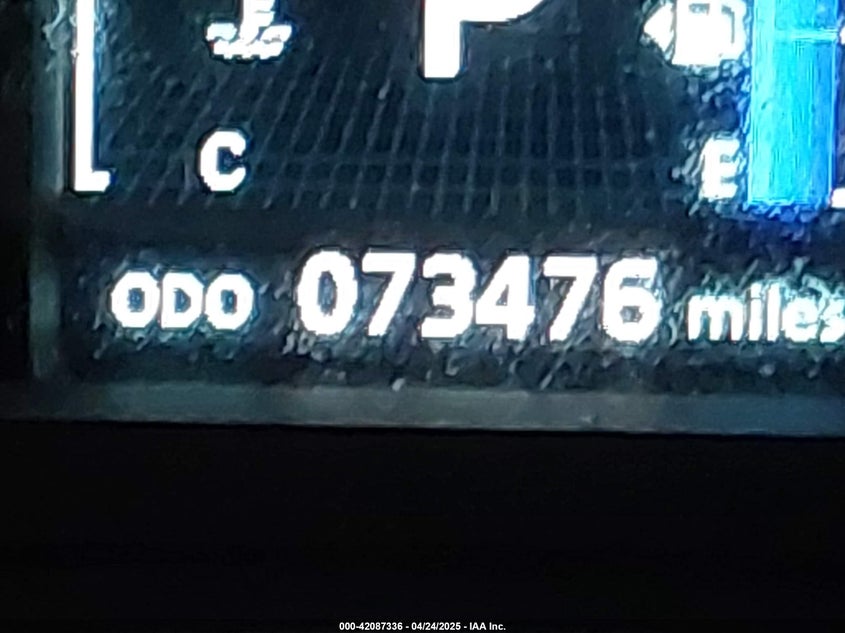 P
C E
ODO 073476 miles
000-42087336 - 04/24/2025 - IAA Inc.